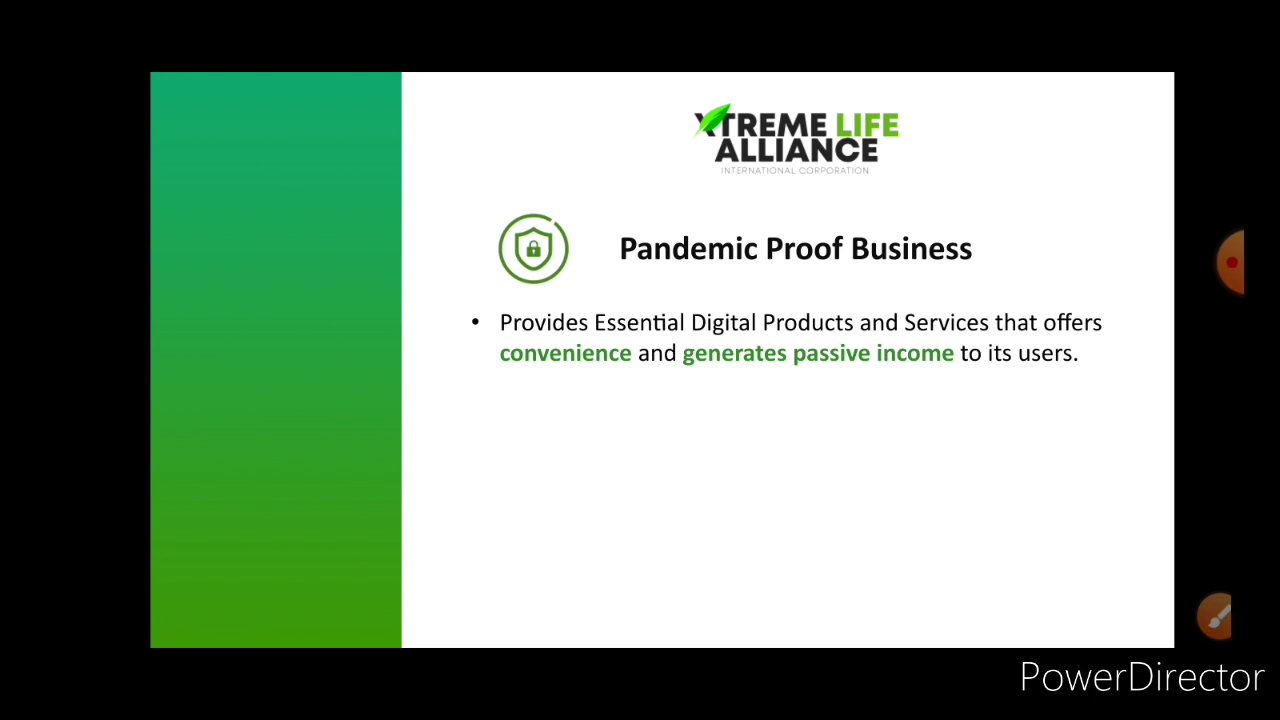 XTREME LIFE
ALLIANCE
INTERNATIONAL CORPORATION
Pandemic Proof Business
• Provides Essential Digital Products and Services that offers
convenience and generates passive income to its users.
PowerDirector